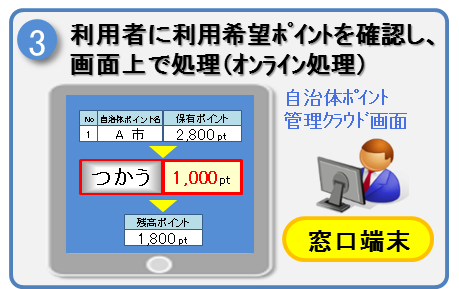 ③ 利用者に利用希望ﾎﾟｲﾝﾄを確認し、
画面上で処理(ｵﾝﾗｲﾝ処理)
自治体ﾎﾟｲﾝﾄ
管理ｸﾗｳﾄﾞ画面
No 自治体ポイント名 保有ポイント
1 A 市 2,800pt
つかう 1,000pt
残高ポイント
1,800pt
窓口端末